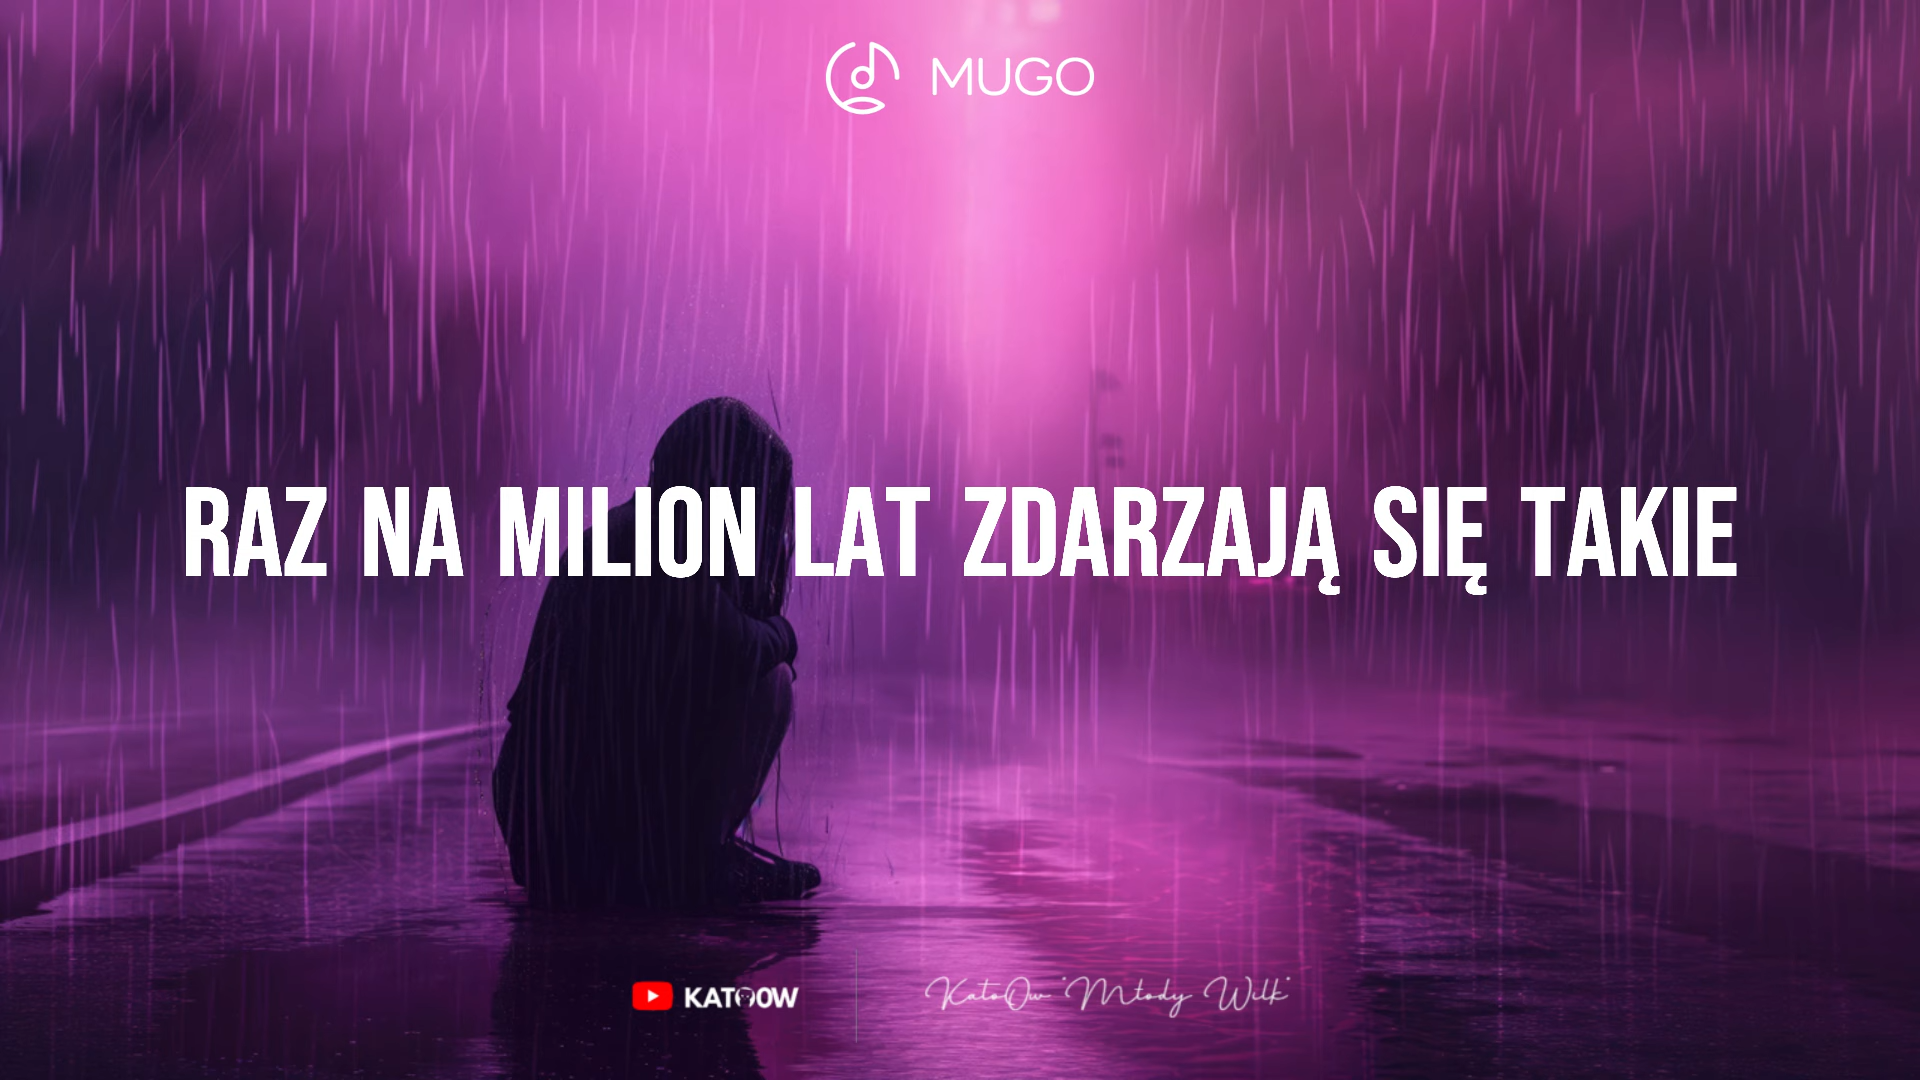 MUGO
RAZ NA MILION LAT ZDARZAJĄ SIĘ TAKIE
KATOOW
KatoOw "Młody Wilk"